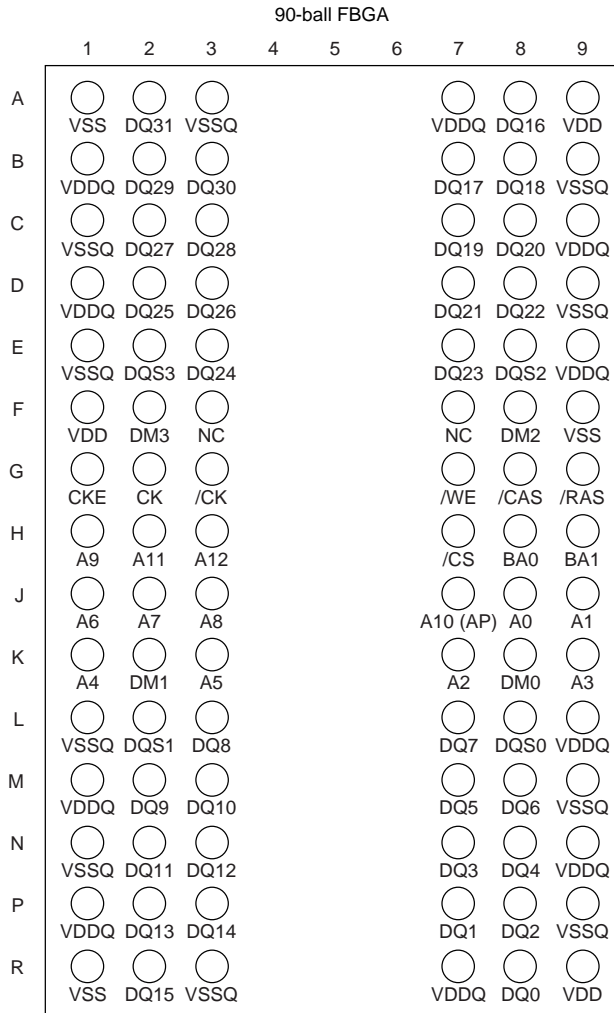 90-ball FBGA
1 2 3 4 5 6 7 8 9
A
VSS DQ31 VSSQ VDDQ DQ16 VDD
B
VDDQ DQ29 DQ30 DQ17 DQ18 VSSQ
C
VSSQ DQ27 DQ28 DQ19 DQ20 VDDQ
D
VDDQ DQ25 DQ26 DQ21 DQ22 VSSQ
E
VSSQ DQS3 DQ24 DQ23 DQS2 VDDQ
F
VDD DM3 NC NC DM2 VSS
G
CKE CK /CK /WE /CAS /RAS
H
A9 A11 A12 /CS BA0 BA1
J
A6 A7 A8 A10 (AP) A0 A1
K
A4 DM1 A5 A2 DM0 A3
L
VSSQ DQS1 DQ8 DQ7 DQS0 VDDQ
M
VDDQ DQ9 DQ10 DQ5 DQ6 VSSQ
N
VSSQ DQ11 DQ12 DQ3 DQ4 VDDQ
P
VDDQ DQ13 DQ14 DQ1 DQ2 VSSQ
R
VSS DQ15 VSSQ VDDQ DQ0 VDD